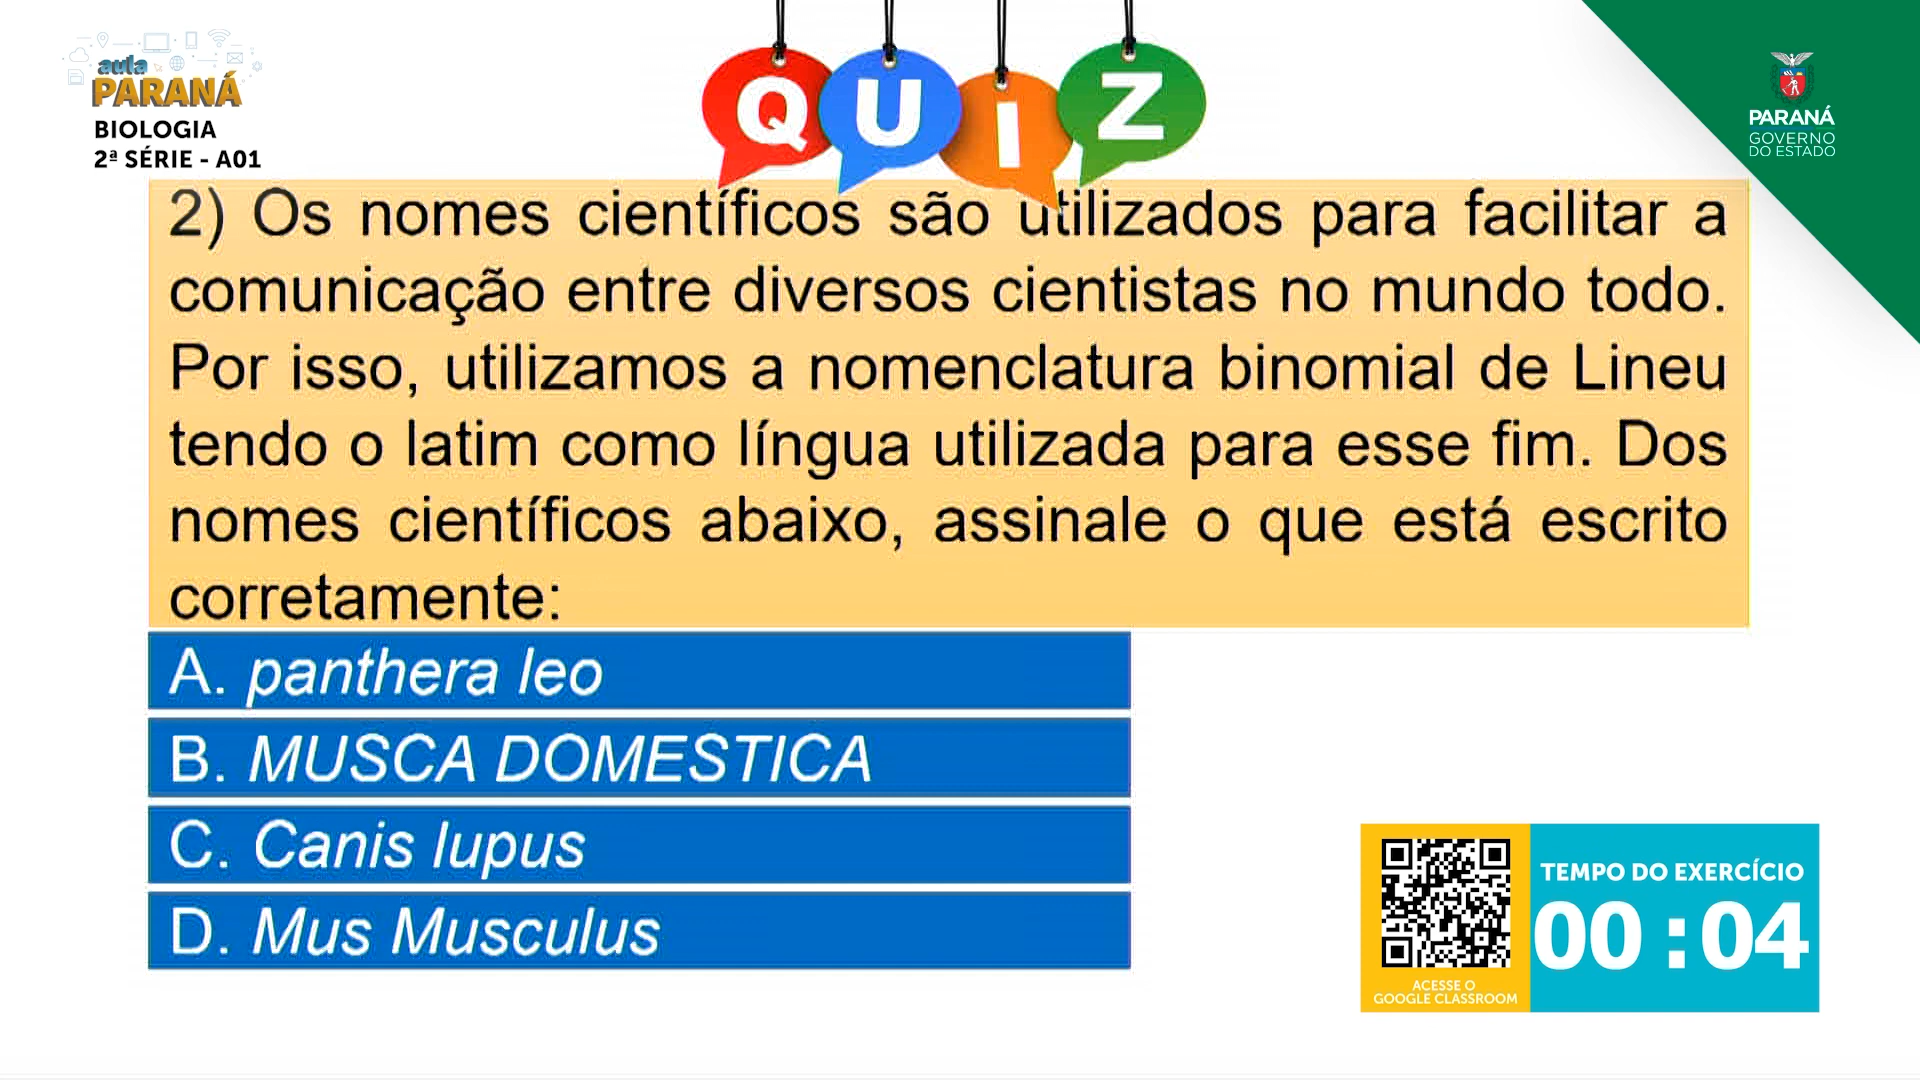 aula
PARANÁ
BIOLOGIA
2ª SÉRIE - A01
QUIZ
PARANÁ
GOVERNO
DO ESTADO
2) Os nomes científicos são utilizados para facilitar a
comunicação entre diversos cientistas no mundo todo.
Por isso, utilizamos a nomenclatura binomial de Lineu
tendo o latim como língua utilizada para esse fim. Dos
nomes científicos abaixo, assinale o que está escrito
corretamente:
A. panthera leo
B. MUSCA DOMESTICA
C. Canis lupus
D. Mus Musculus
TEMPO DO EXERCÍCIO
00:04
ACESSE O
GOOGLE CLASSROOM